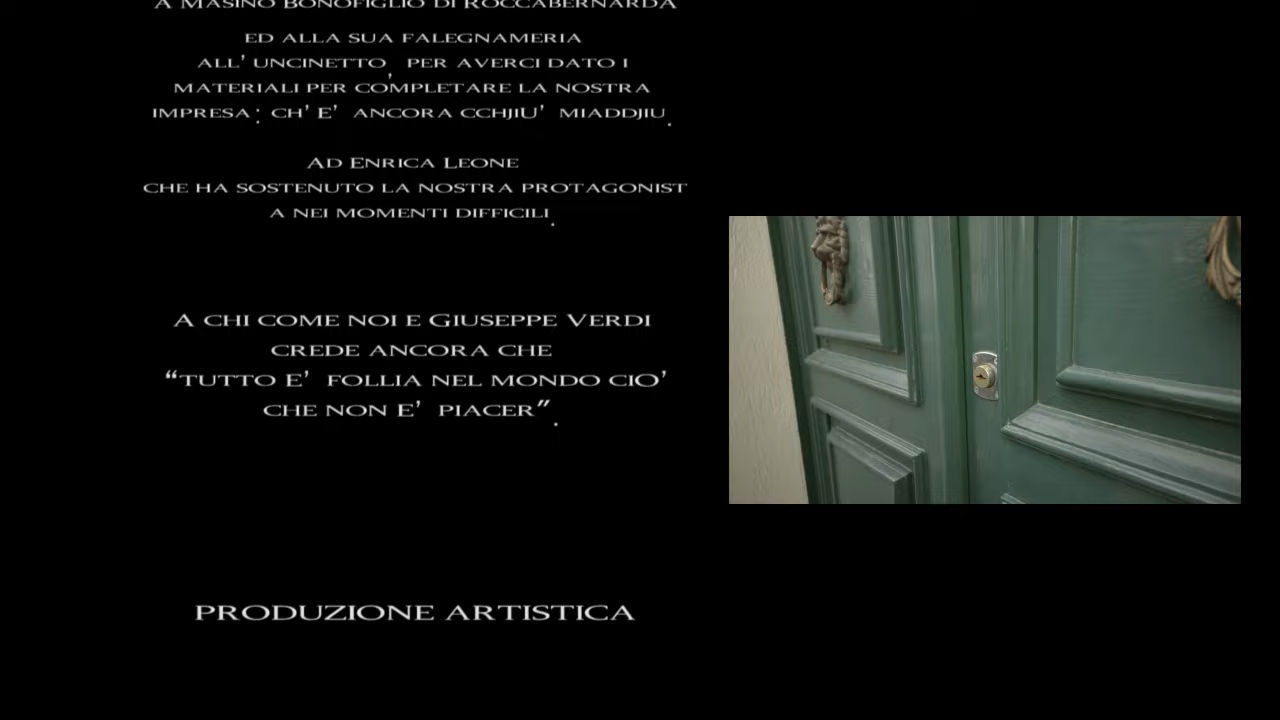 A Masino Bonofiglio di Roccabernarda
ED ALLA SUA FALEGNAMERIA
ALL' UNCINETTO, PER AVERCI DATO I
MATERIALI PER COMPLETARE LA NOSTRA
IMPRESA: CH' E' ANCORA CCHJIU' MIADDJIU.
AD ENRICA LEONE
CHE HA SOSTENUTO LA NOSTRA PROTAGONIST
A NEI MOMENTI DIFFICILI.
A CHI COME NOI E GIUSEPPE VERDI
CREDE ANCORA CHE
“TUTTO E' FOLLIA NEL MONDO CIO'
CHE NON E' PIACER”.
PRODUZIONE ARTISTICA